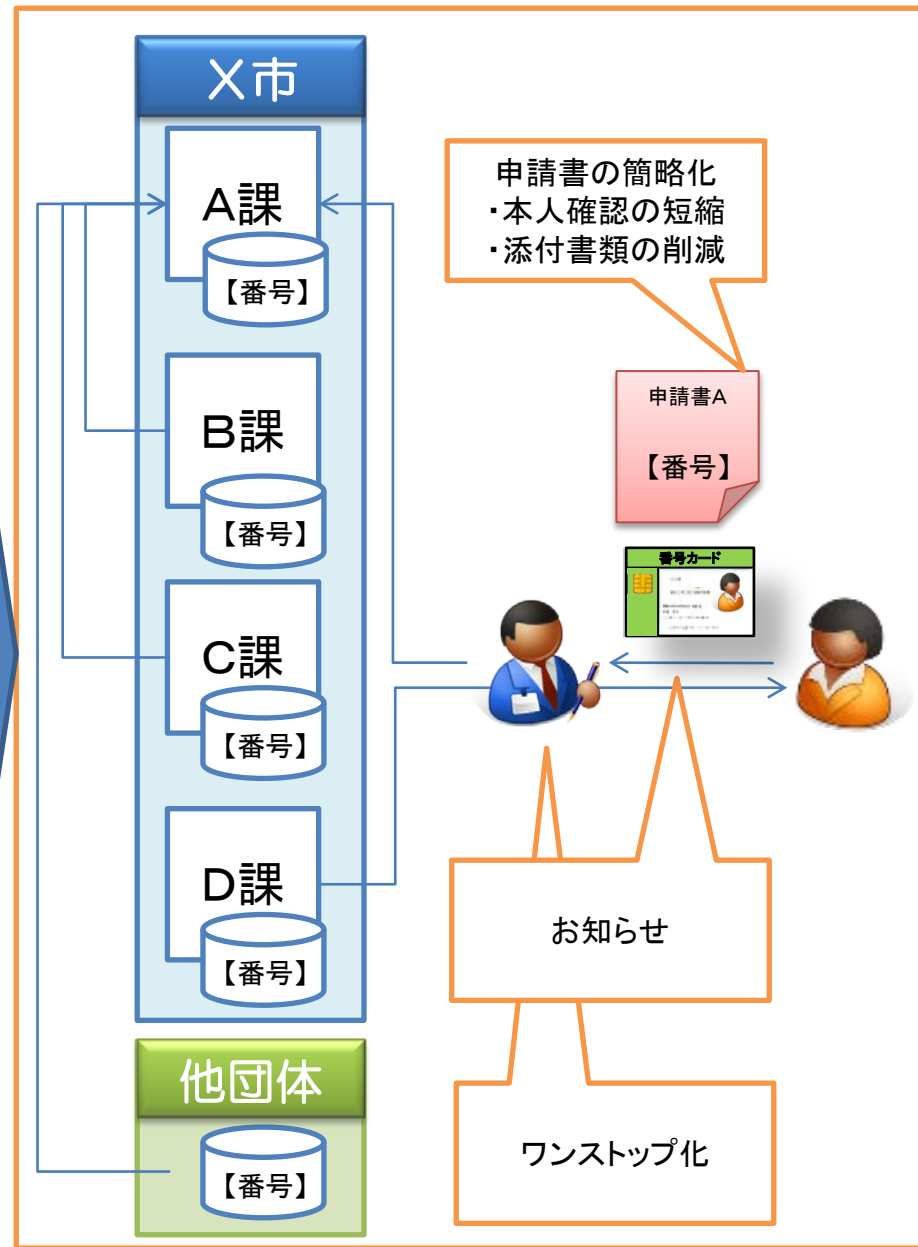 X市
A課
【番号】
B課
【番号】
C課
【番号】
D課
【番号】
他団体
【番号】
申請書の簡略化
・本人確認の短縮
・添付書類の削減
申請書A
【番号】
番号カード
お知らせ
ワンストップ化